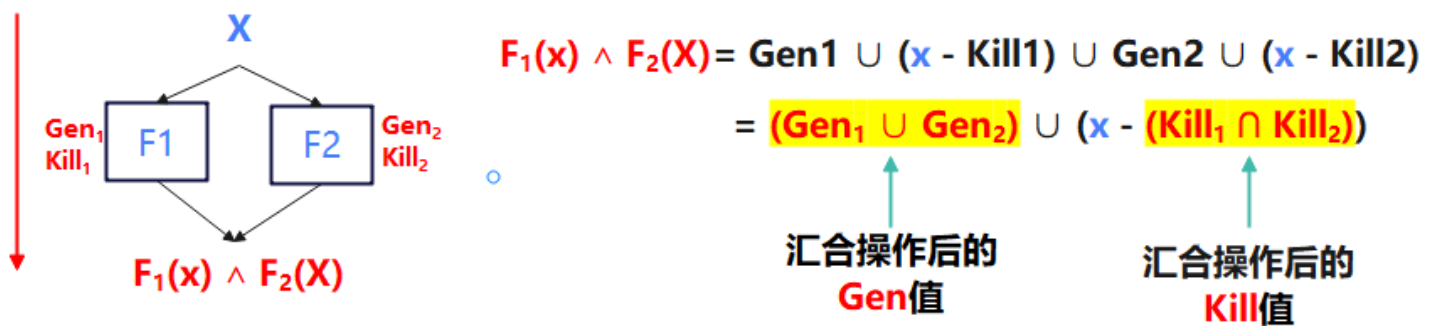 X
Gen₁
Kill₁
F1
F2
Gen₂
Kill₂
F₁(x) ∧ F₂(X)
F₁(x) ∧ F₂(X) = Gen1 ∪ (x - Kill1) ∪ Gen2 ∪ (x - Kill2)
= (Gen₁ ∪ Gen₂) ∪ (x - (Kill₁ ∩ Kill₂))
汇合操作后的
Gen值
汇合操作后的
Kill值